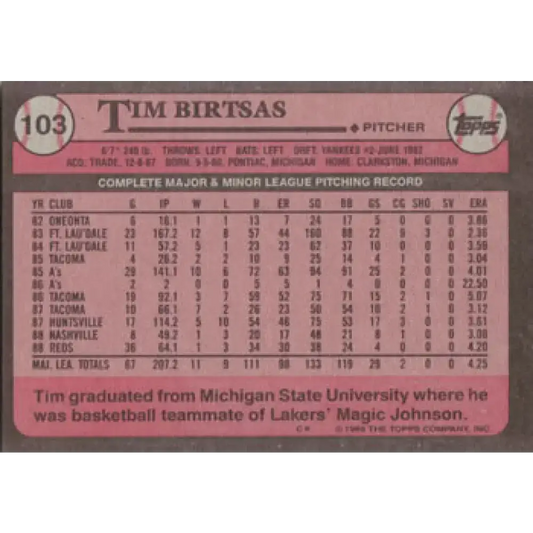 103
TIM BIRTSAS
PITCHER
Topps
6'7" 240 lb. THROWS: LEFT BATS: LEFT DRFT: YANKEES #2-JUNE 1982
ACQ: TRADE, 12-8-87 BORN: 9-5-60, PONTIAC, MICHIGAN HOME: CLARKSTON, MICHIGAN
COMPLETE MAJOR & MINOR LEAGUE PITCHING RECORD
YR CLUB G IP W L R ER SO BB GS CG SHO SV ERA
82 ONEONTA 6 1 1 13 7 24 17 5 0 0 0
83 FT. LAU'DALE 23 167.2 12 8 57 44 160 88 22 9 3 0 2.36
84 FT. LAU'DALE 11 57.2 5 1 23 23 62 37 10 0 0 0
85 TACOMA 4 26.2 2 2 10 9 25 14 4 1 0 0 3.04
85 A's 29 141.1 10 6 72 63 94 91 25 2 0 0 4.01
86 A's 2 2 0 0 5 5 1 4 0 0 0 0 22.50
86 TACOMA 19 92.1 3 7 59 52 75 71 15 2 1 0 5.07
87 TACOMA 10 66.1 7 2 26 23 50 54 10 2 1 0 3.12
87 HUNTSVILLE 17 114.2 5 10 54 46 75 53 17 3 0 0 3.61
88 NASHVILLE 8 49.2 1 3 20 17 8 0 0 0
88 REDS 36 64.1 1 3 34 30 38 24 4 0 0 0 4.20
MAJ. LEA. TOTALS 67 207.2 11 9 111 98 133 119 29 2 0 0 4.25
Tim graduated from Michigan State University where he
was basketball teammate of Lakers' Magic Johnson.
© THE TOPPS COMPANY, INC.